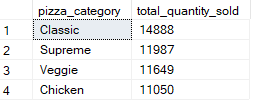 pizza_category total_quantity_sold
1 Classic 14888
2 Supreme 11987
3 Veggie 11649
4 Chicken 11050